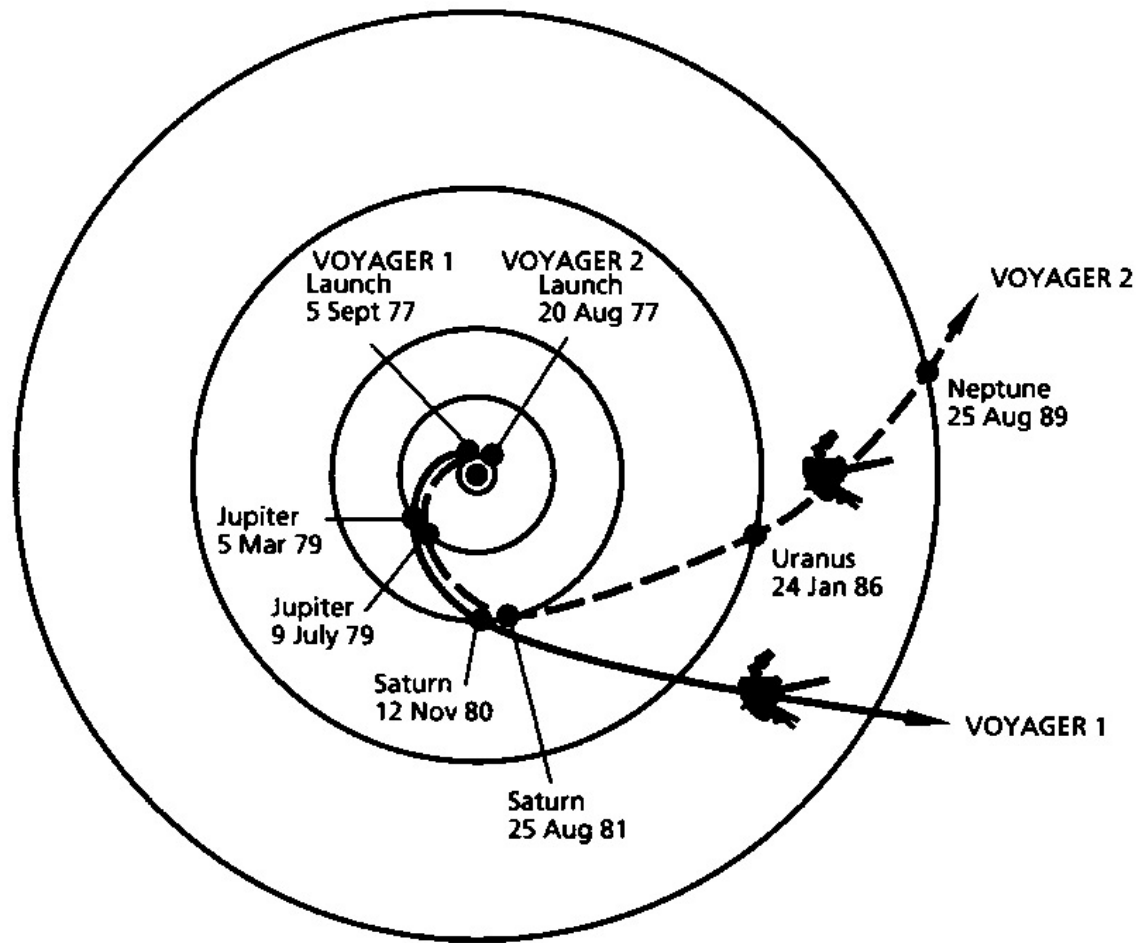 VOYAGER 1
Launch
5 Sept 77
VOYAGER 2
Launch
20 Aug 77
VOYAGER 2
Neptune
25 Aug 89
Jupiter
5 Mar 79
Uranus
24 Jan 86
Jupiter
9 July 79
Saturn
12 Nov 80
VOYAGER 1
Saturn
25 Aug 81